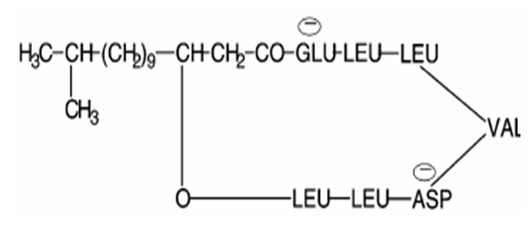 H₃C-CH-(CH₂)₉-CH-CH₂-CO-GLU-LEU-LEU
CH₃
VAL
O-LEU-LEU-ASP